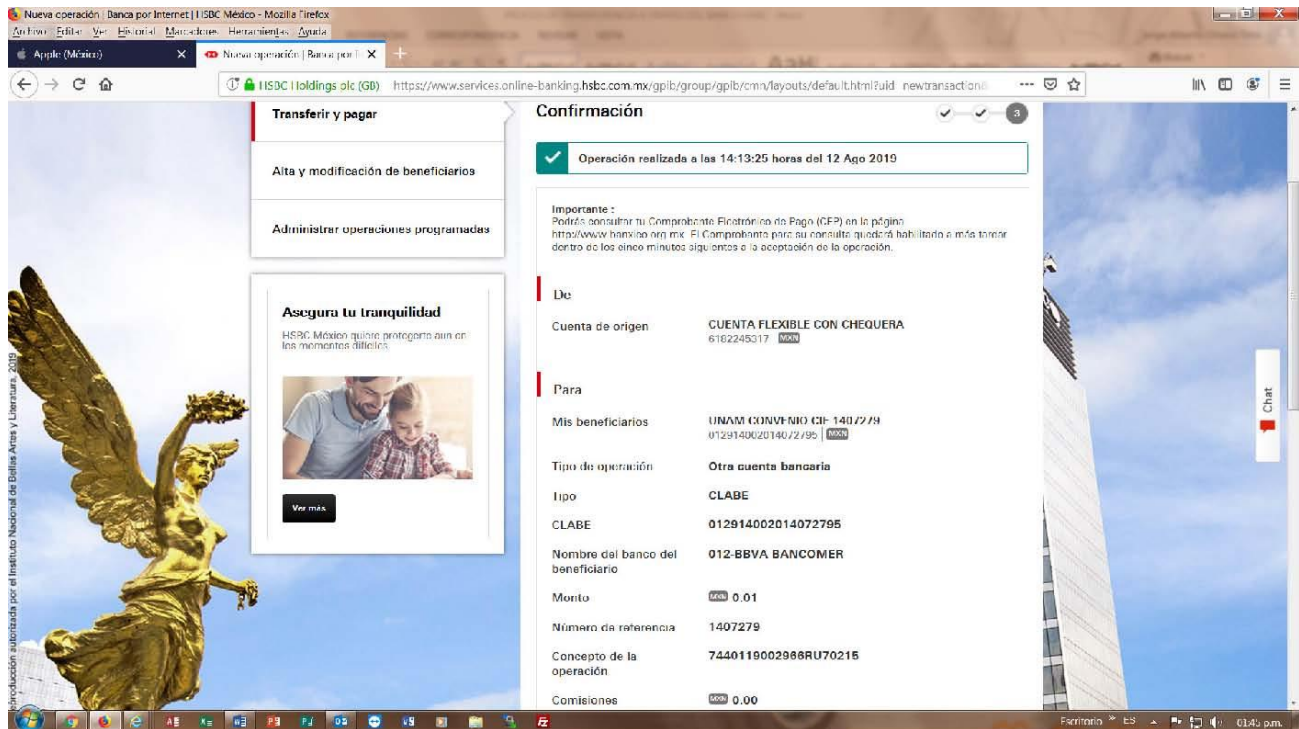 Nueva operación | Banca por Internet | HSBC México - Mozilla Firefox
Archivo Editar Ver Historial Marcadores Herramientas Ayuda
Apple (México)
Nueva operación | Banca por I
HSBC Holdings plc (GB) https://www.services.online-banking.hsbc.com.mx/gpib/group/gpib/cmn/layouts/default.html?uid=newtransaction&
Transferir y pagar
Alta y modificación de beneficiarios
Administrar operaciones programadas
Asegura tu tranquilidad
HSBC México quiere protegerte aun en
los momentos difíciles.
Ver más
Confirmación
3
Operación realizada a las 14:13:25 horas del 12 Ago 2019
Importante :
Podrás consultar tu Comprobante Electrónico de Pago (CEP) en la página
http://www.banxico.org.mx. El Comprobante para su consulta quedará habilitado a más tardar
dentro de los cinco minutos siguientes a la aceptación de la operación.
De
Cuenta de origen CUENTA FLEXIBLE CON CHEQUERA
6182245317 MXN
Para
Mis beneficiarios UNAM CONVENIO CIE 1407279
012914002014072795 MXN
Tipo de operación Otra cuenta bancaria
Tipo CLABE
CLABE 012914002014072795
Nombre del banco del 012-BBVA BANCOMER
beneficiario
Monto MXN 0.01
Número de referencia 1407279
Concepto de la 7440119002966RU70215
operación
Comisiones MXN 0.00
Chat
reproducción autorizada por el Instituto Nacional de Bellas Artes y Literatura, 2019
Escritorio ES 01:45 p.m.